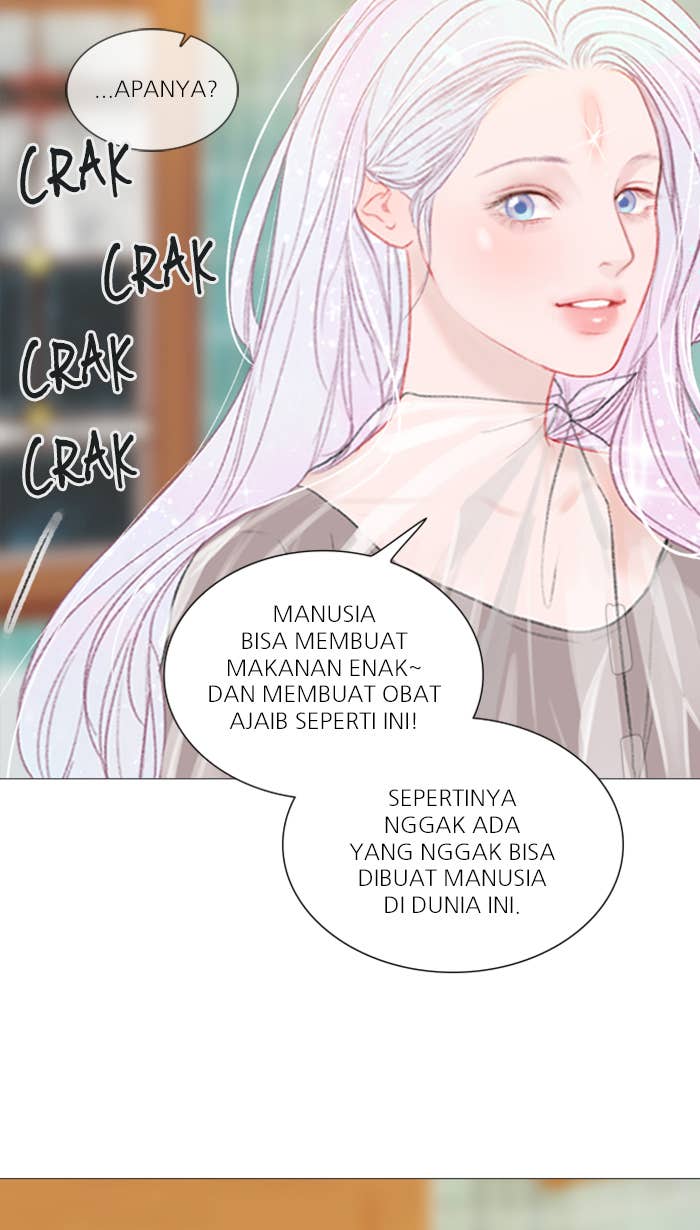 ...APANYA?
CRAK
CRAK
CRAK
CRAK
MANUSIA
BISA MEMBUAT
MAKANAN ENAK~
DAN MEMBUAT OBAT
AJAIB SEPERTI INI!
SEPERTINYA
NGGAK ADA
YANG NGGAK BISA
DIBUAT MANUSIA
DI DUNIA INI.